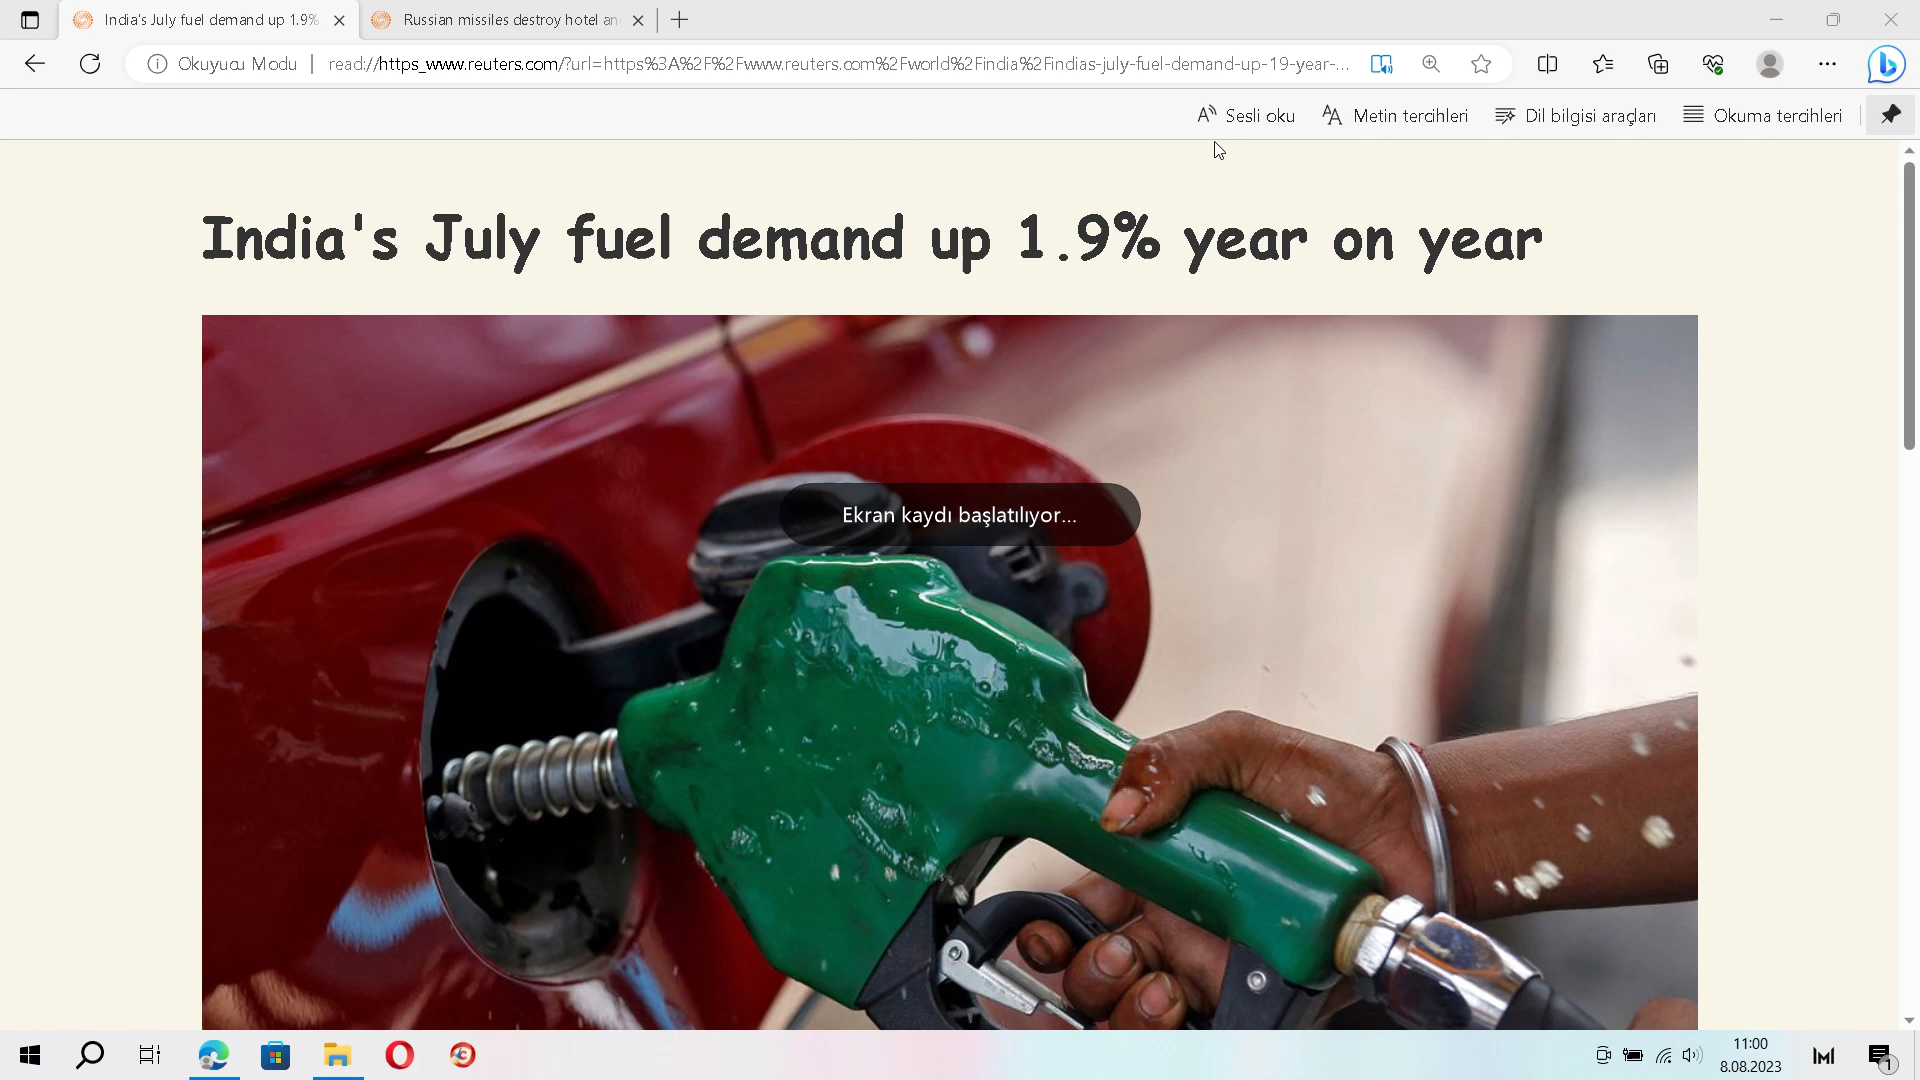 India's July fuel demand up 1.9%
Russian missiles destroy hotel an
Okuyucu Modu
read://https_www.reuters.com/?url=https%3A%2F%2Fwww.reuters.com%2Fworld%2Findia%2Findias-july-fuel-demand-up-19-year-...
Sesli oku
Metin tercihleri
Dil bilgisi araçları
Okuma tercihleri
India's July fuel demand up 1.9% year on year
Ekran kaydı başlatılıyor...
11:00
8.08.2023
1